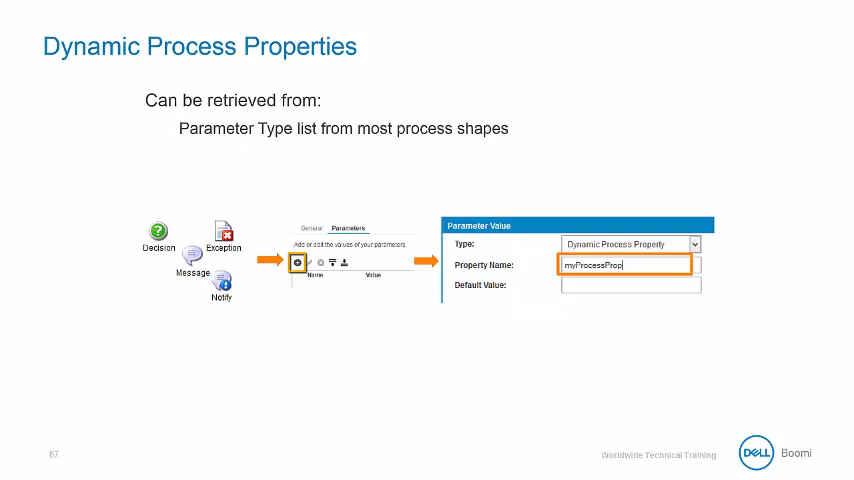 Dynamic Process Properties
Can be retrieved from:
Parameter Type list from most process shapes
Decision
Exception
Message
Notify
General Parameters
Add or edit the values of your parameters.
Name Value
Parameter Value
Type: Dynamic Process Property
Property Name: myProcessProp
Default Value:
67
Worldwide Technical Training
DELL Boomi